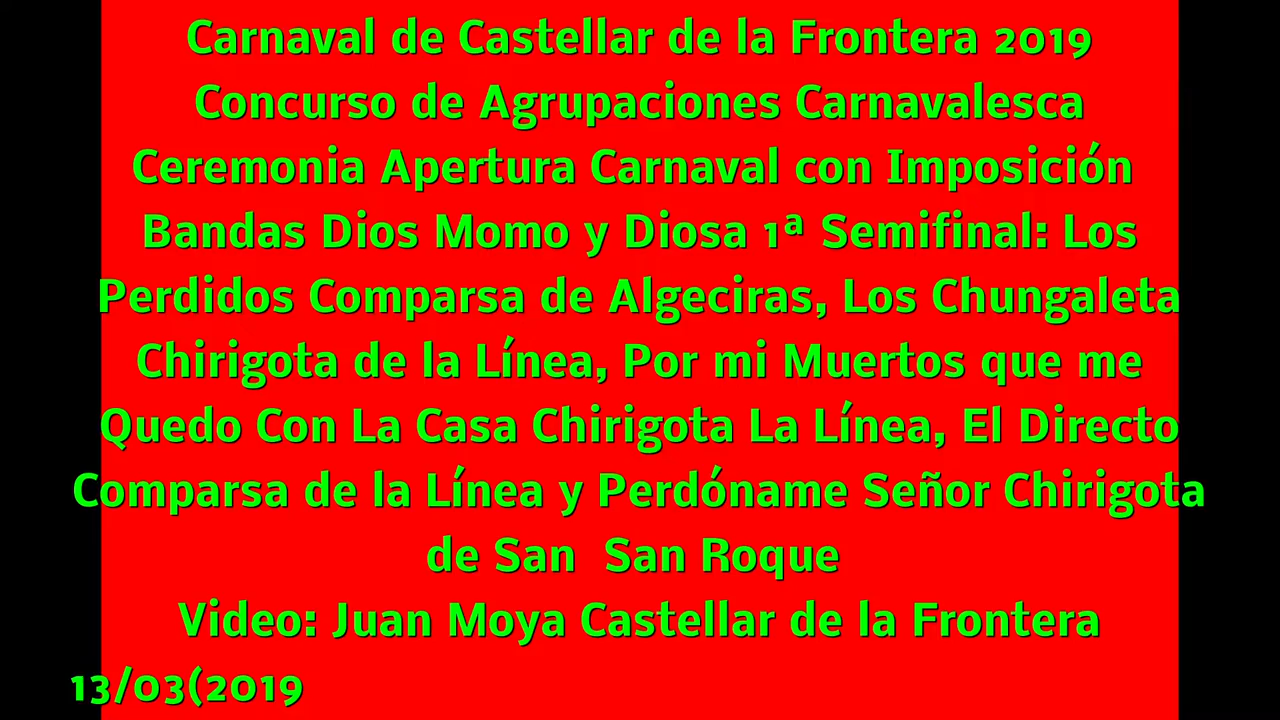 Carnaval de Castellar de la Frontera 2019
Concurso de Agrupaciones Carnavalesca
Ceremonia Apertura Carnaval con Imposición
Bandas Dios Momo y Diosa 1ª Semifinal: Los
Perdidos Comparsa de Algeciras, Los Chungaleta
Chirigota de la Línea, Por mi Muertos que me
Quedo Con La Casa Chirigota La Línea, El Directo
Comparsa de la Línea y Perdóname Señor Chirigota
de San  San Roque
Video: Juan Moya Castellar de la Frontera
13/03(2019